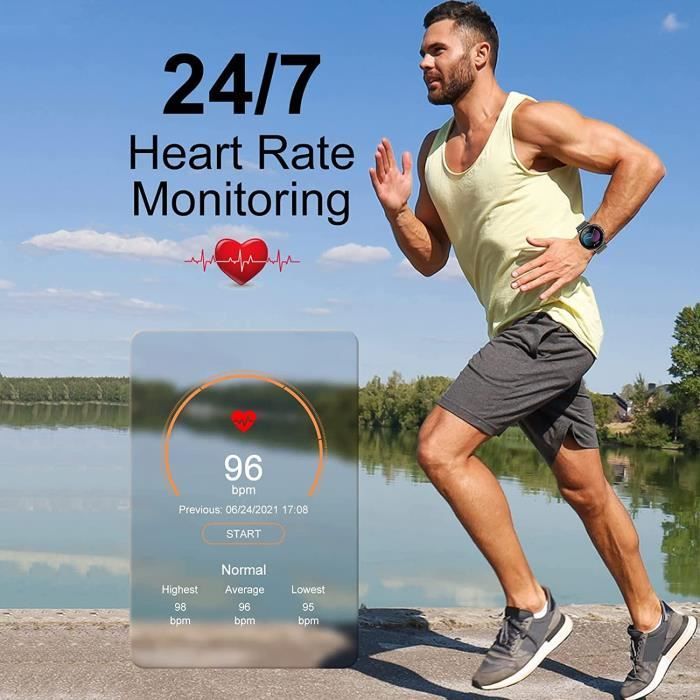 24/7
Heart Rate
Monitoring
96
bpm
Previous: 06/24/2021 17:08
START
Normal
Highest Average Lowest
98 96 95
bpm bpm bpm